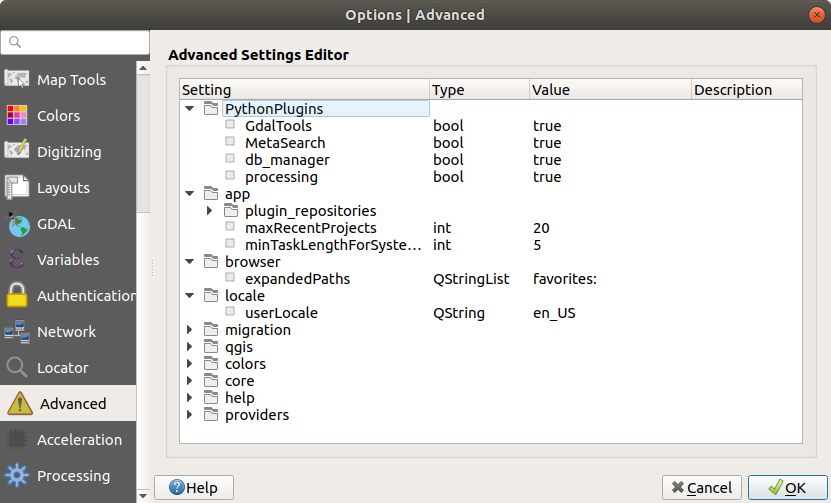 Options | Advanced
Map Tools
Colors
Digitizing
Layouts
GDAL
Variables
Authentication
Network
Locator
Advanced
Acceleration
Processing
Advanced Settings Editor
Setting Type Value Description
PythonPlugins
GdalTools bool true
MetaSearch bool true
db_manager bool true
processing bool true
app
plugin_repositories
maxRecentProjects int 20
minTaskLengthForSyste... int 5
browser
expandedPaths QStringList favorites:
locale
userLocale QString en_US
migration
qgis
colors
core
help
providers
Help
Cancel
OK